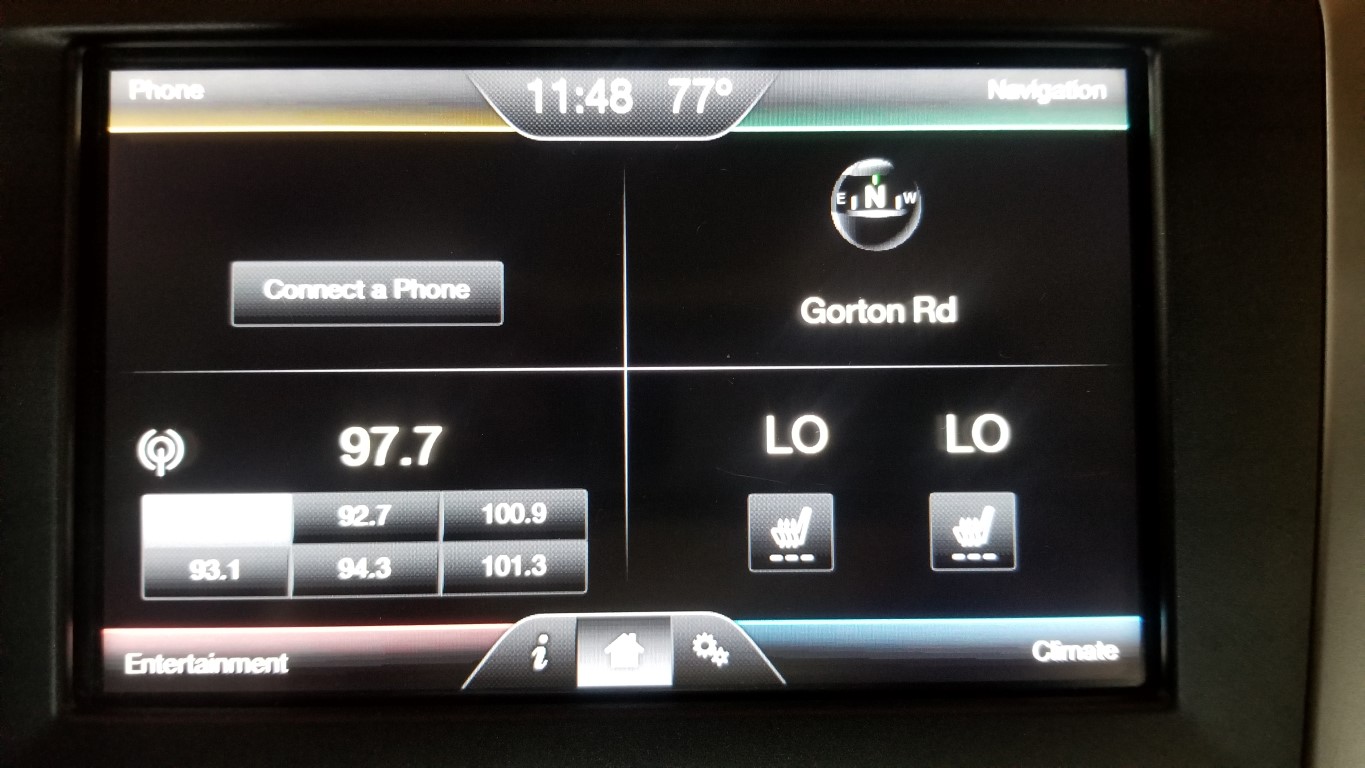 Phone 11:48 77° Navigation
E N W
Connect a Phone
Gorton Rd
97.7
LO LO
92.7 100.9
93.1 94.3 101.3
i
Entertainment Climate